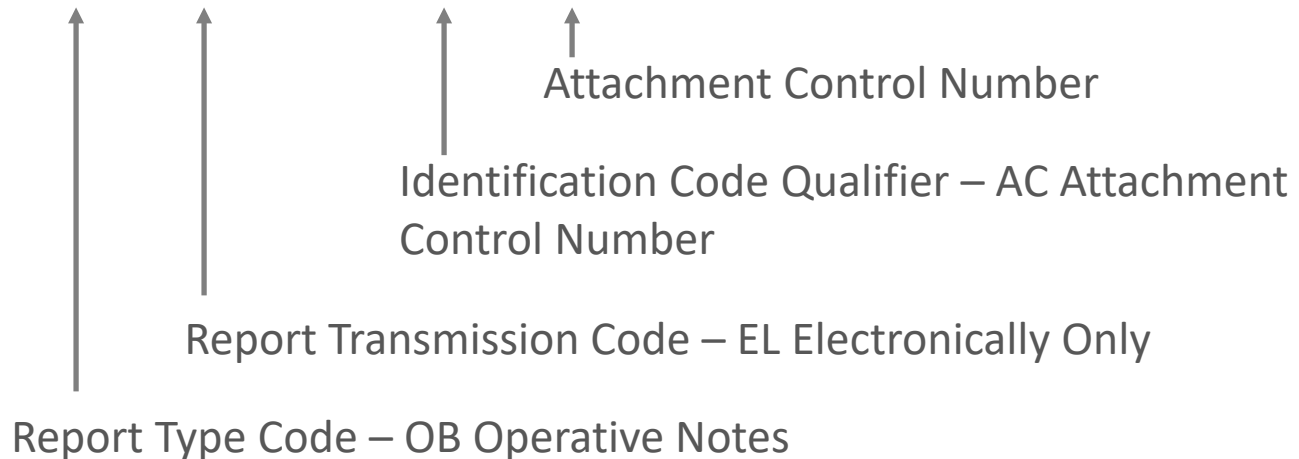 Attachment Control Number
Identification Code Qualifier – AC Attachment
Control Number
Report Transmission Code – EL Electronically Only
Report Type Code – OB Operative Notes